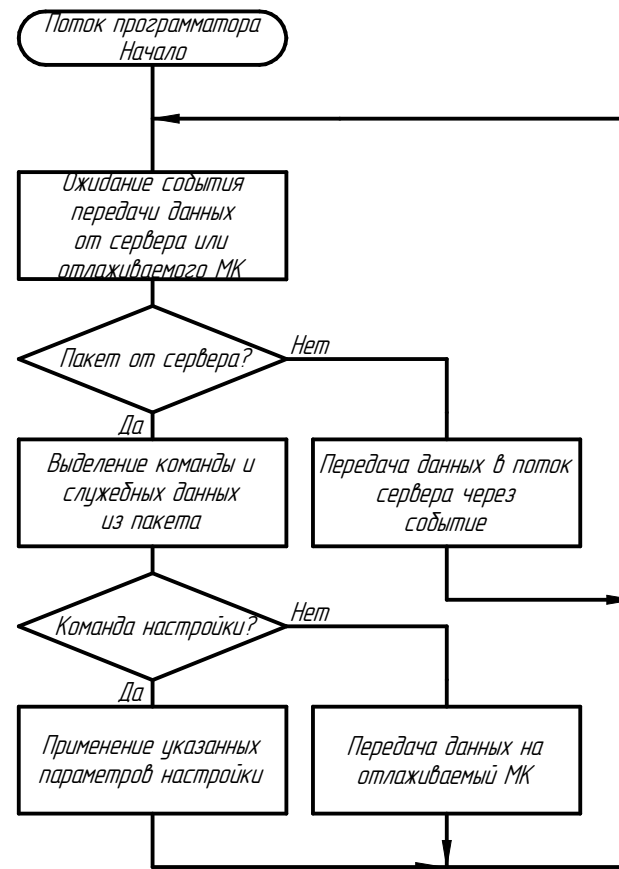 Поток программатора
Начало
Ожидание события
передачи данных
от сервера или
отлаживаемого МК
Пакет от сервера?
Нет
Да
Выделение команды и
служебных данных
из пакета
Передача данных в поток
сервера через
событие
Команда настройки?
Нет
Да
Применение указанных
параметров настройки
Передача данных на
отлаживаемый МК